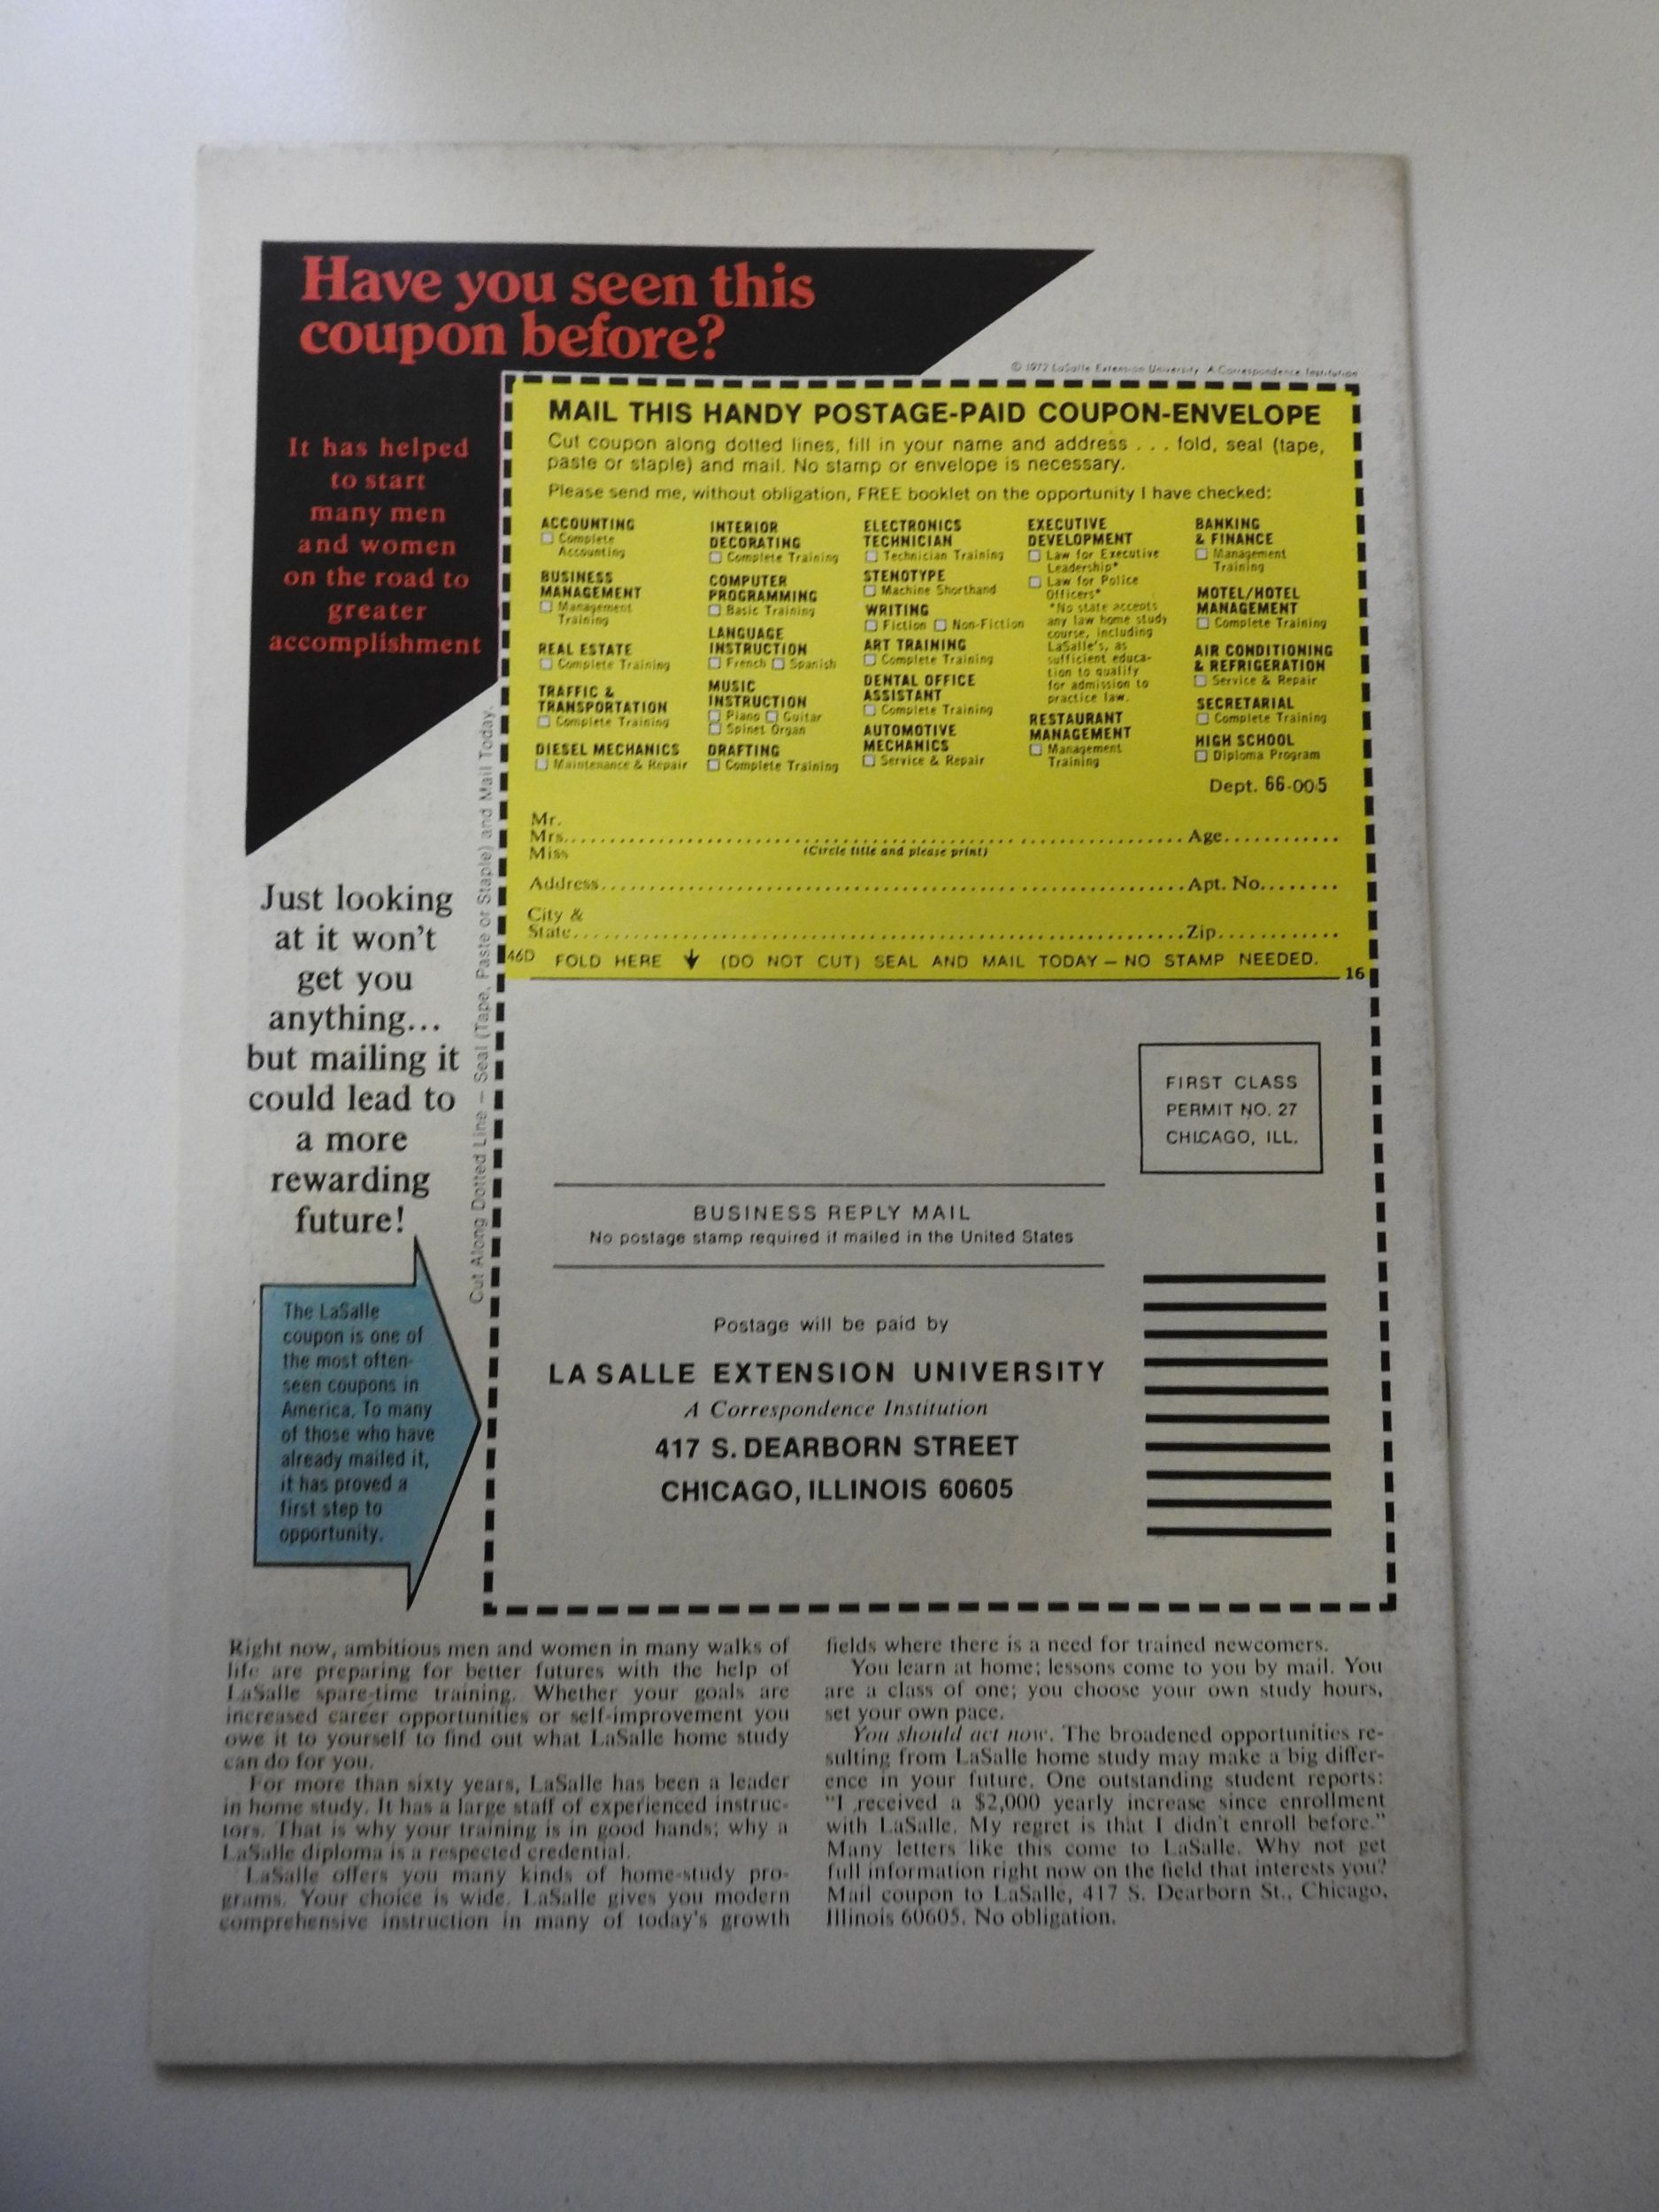 Have you seen this
coupon before?
© 1972 LaSalle Extension University. A Correspondence Institution
It has helped
to start
many men
and women
on the road to
greater
accomplishment
MAIL THIS HANDY POSTAGE-PAID COUPON-ENVELOPE
Cut coupon along dotted lines, fill in your name and address . . . fold, seal (tape,
paste or staple) and mail. No stamp or envelope is necessary.
Please send me, without obligation, FREE booklet on the opportunity I have checked:
ACCOUNTING
Complete
Accounting
BUSINESS
MANAGEMENT
Management
Training
REAL ESTATE
Complete Training
TRAFFIC &
TRANSPORTATION
Complete Training
DIESEL MECHANICS
Maintenance & Repair
INTERIOR
DECORATING
Complete Training
COMPUTER
PROGRAMMING
Basic Training
LANGUAGE
INSTRUCTION
French Spanish
MUSIC
INSTRUCTION
Piano Guitar
Spinet Organ
DRAFTING
Complete Training
ELECTRONICS
TECHNICIAN
Technician Training
STENOTYPE
Machine Shorthand
WRITING
Fiction Non-Fiction
ART TRAINING
Complete Training
DENTAL OFFICE
ASSISTANT
Complete Training
AUTOMOTIVE
MECHANICS
Service & Repair
EXECUTIVE
DEVELOPMENT
Law for Executive
Leadership*
Law for Police
Officers*
*No state accepts
any law home study
course, including
LaSalle's, as
sufficient educa-
tion to qualify
for admission to
practice law.
RESTAURANT
MANAGEMENT
Management
Training
BANKING
& FINANCE
Management
Training
MOTEL/HOTEL
MANAGEMENT
Complete Training
AIR CONDITIONING
& REFRIGERATION
Service & Repair
SECRETARIAL
Complete Training
HIGH SCHOOL
Diploma Program
Dept. 66-005
Mr.
Mrs. Age
Miss (Circle title and please print)
Address Apt. No.
City &
State Zip
46D FOLD HERE (DO NOT CUT) SEAL AND MAIL TODAY – NO STAMP NEEDED.
16
Cut Along Dotted Line – Seal (Tape, Paste or Staple) and Mail Today.
Just looking
at it won't
get you
anything...
but mailing it
could lead to
a more
rewarding
future!
FIRST CLASS
PERMIT NO. 27
CHICAGO, ILL.
BUSINESS REPLY MAIL
No postage stamp required if mailed in the United States
Postage will be paid by
LA SALLE EXTENSION UNIVERSITY
A Correspondence Institution
417 S. DEARBORN STREET
CHICAGO, ILLINOIS 60605
The LaSalle
coupon is one of
the most often-
seen coupons in
America. To many
of those who have
already mailed it,
it has proved a
first step to
opportunity.
Right now, ambitious men and women in many walks of
life are preparing for better futures with the help of
LaSalle spare-time training. Whether your goals are
increased career opportunities or self-improvement you
owe it to yourself to find out what LaSalle home study
can do for you.
For more than sixty years, LaSalle has been a leader
in home study. It has a large staff of experienced instruc-
tors. That is why your training is in good hands; why a
LaSalle diploma is a respected credential.
LaSalle offers you many kinds of home-study pro-
grams. Your choice is wide. LaSalle gives you modern
comprehensive instruction in many of today's growth
fields where there is a need for trained newcomers.
You learn at home; lessons come to you by mail. You
are a class of one; you choose your own study hours,
set your own pace.
You should act now. The broadened opportunities re-
sulting from LaSalle home study may make a big differ-
ence in your future. One outstanding student reports:
"I received a $2,000 yearly increase since enrollment
with LaSalle. My regret is that I didn't enroll before."
Many letters like this come to LaSalle. Why not get
full information right now on the field that interests you?
Mail coupon to LaSalle, 417 S. Dearborn St., Chicago,
Illinois 60605. No obligation.